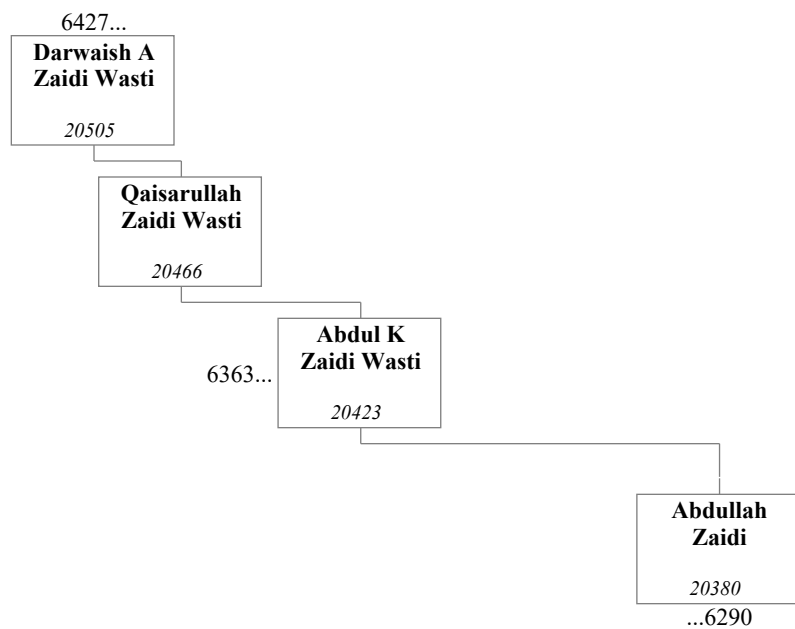 6427...
Darwaish A
Zaidi Wasti
20505
Qaisarullah
Zaidi Wasti
20466
Abdul K
Zaidi Wasti
6363...
20423
Abdullah
Zaidi
20380
...6290